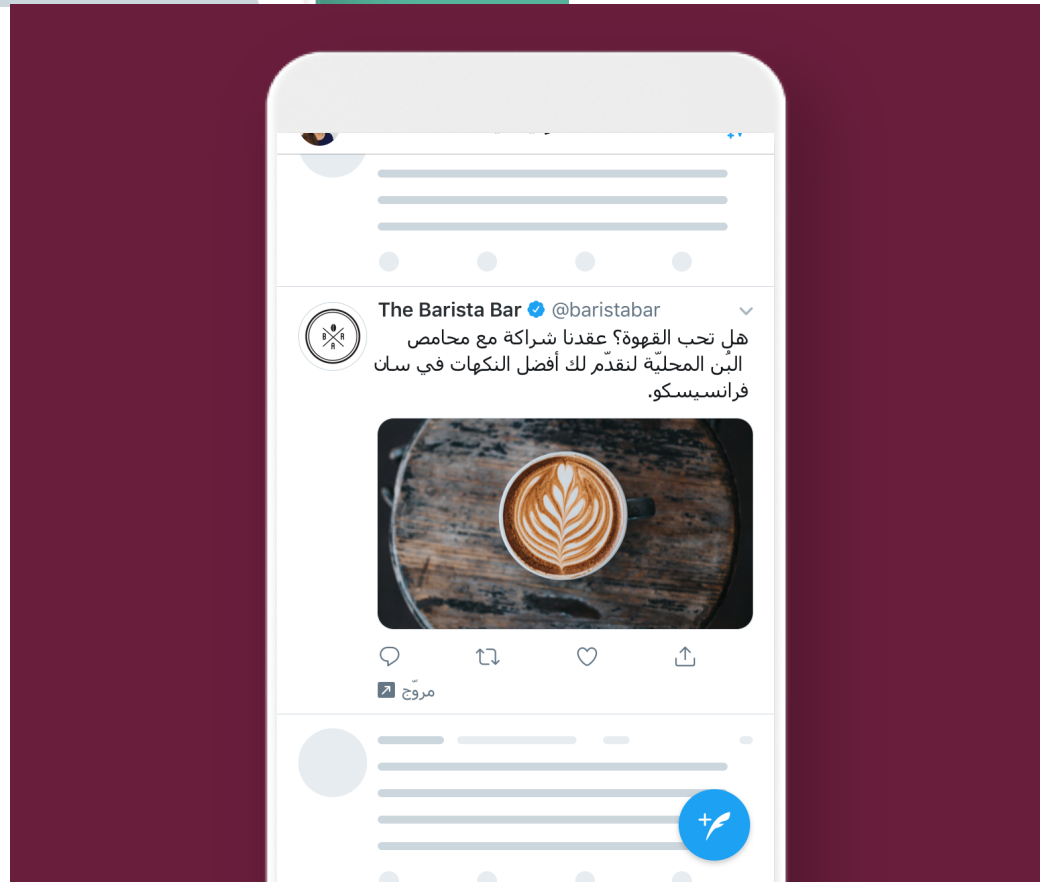 The Barista Bar @baristabar
هل تحب القهوة؟ عقدنا شراكة مع محامص
البُن المحليّة لنقدّم لك أفضل النكهات في سان
فرانسيسكو.
B A R A
مروّج